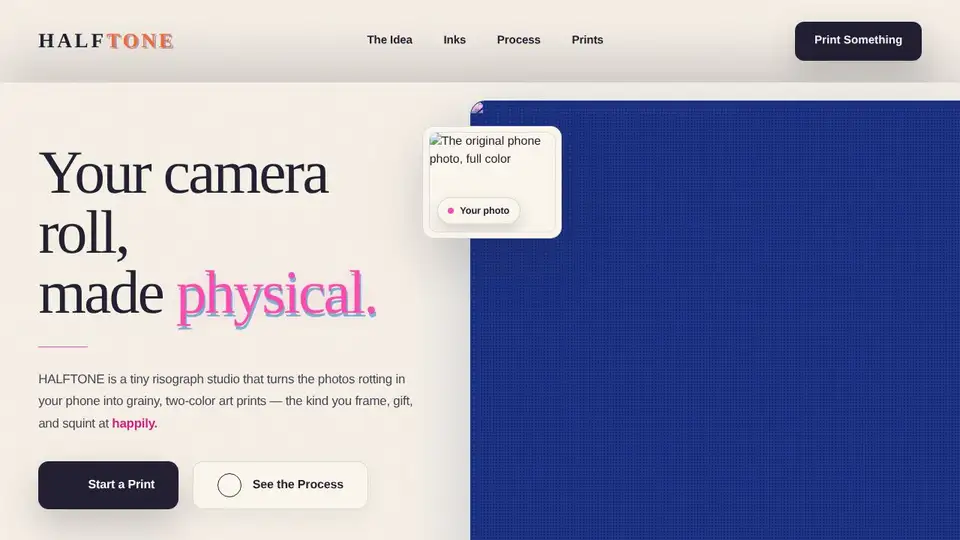 HALFTONE
The Idea
Inks
Process
Prints
Print Something
Your camera
roll,
made physical.
The original phone
photo, full color
Your photo
HALFTONE is a tiny risograph studio that turns the photos rotting in
your phone into grainy, two-color art prints — the kind you frame, gift,
and squint at happily.
Start a Print
See the Process